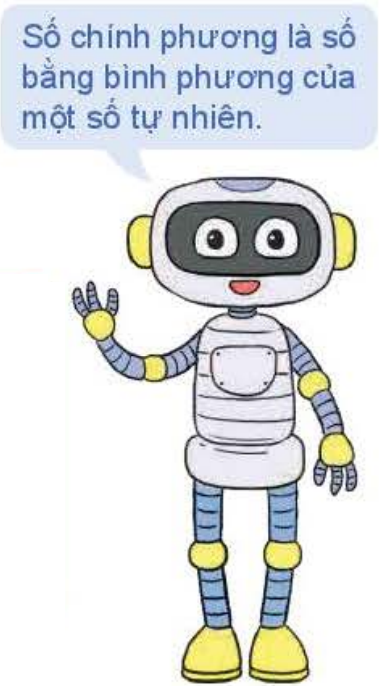 Số chính phương là số
bằng bình phương của
một số tự nhiên.